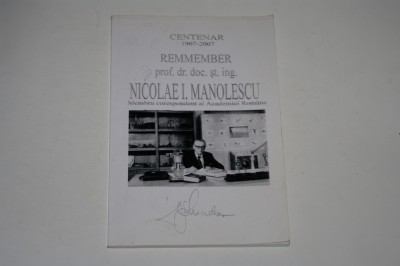 CENTENAR
1907-2007
REMMEMBER
prof. dr. doc. şt. ing.
NICOLAE I. MANOLESCU
Membru corespondent al Academiei Române